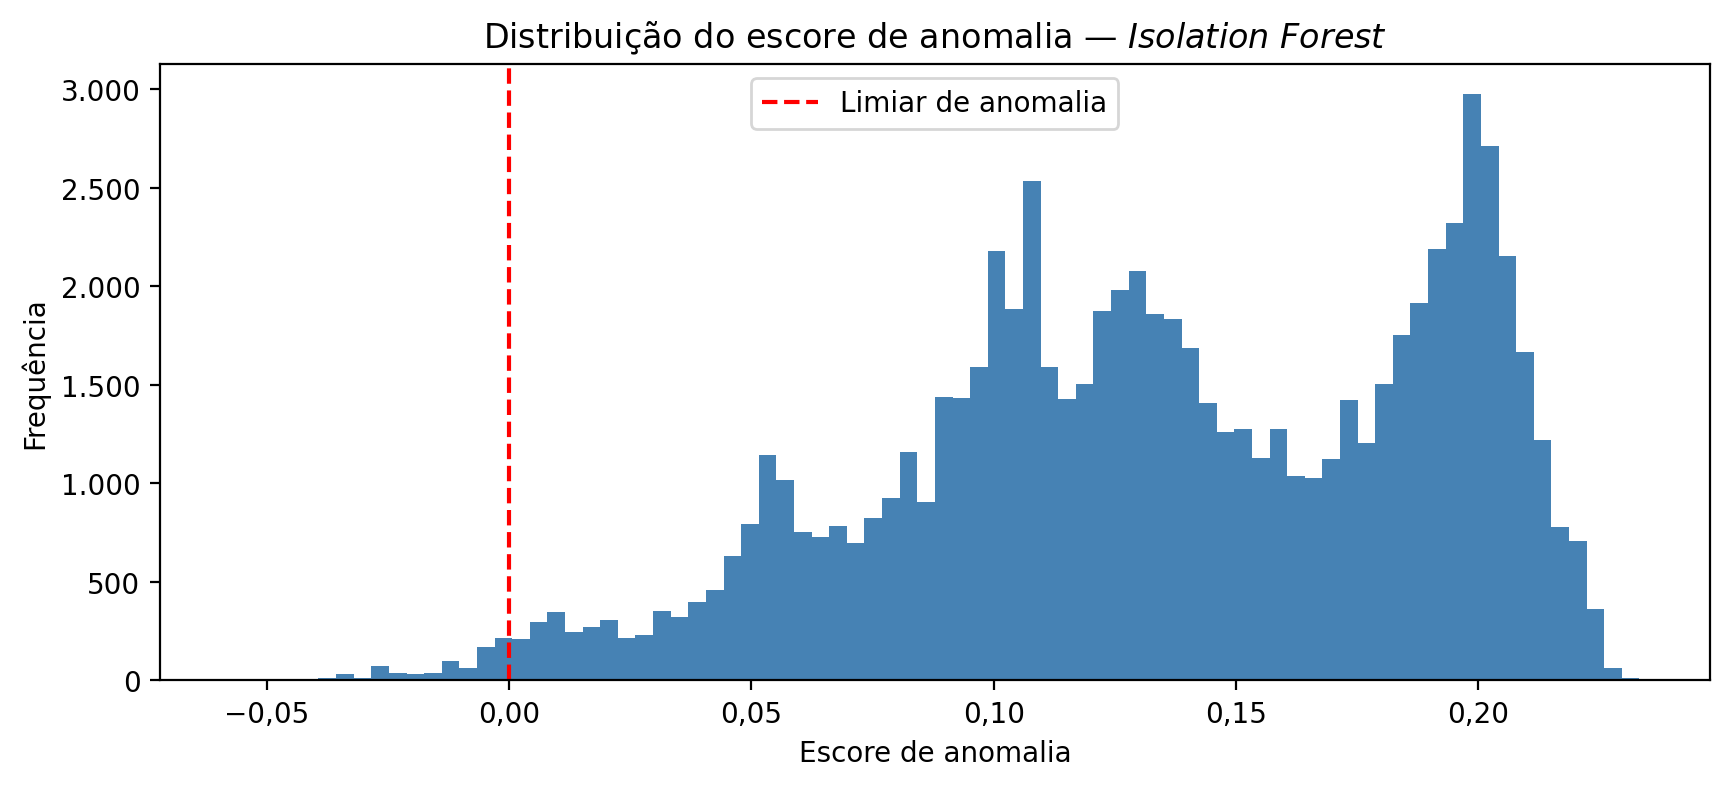 Distribuição do escore de anomalia — Isolation Forest
Limiar de anomalia
Frequência
3.000
2.500
2.000
1.500
1.000
500
0
−0,05 0,00 0,05 0,10 0,15 0,20
Escore de anomalia